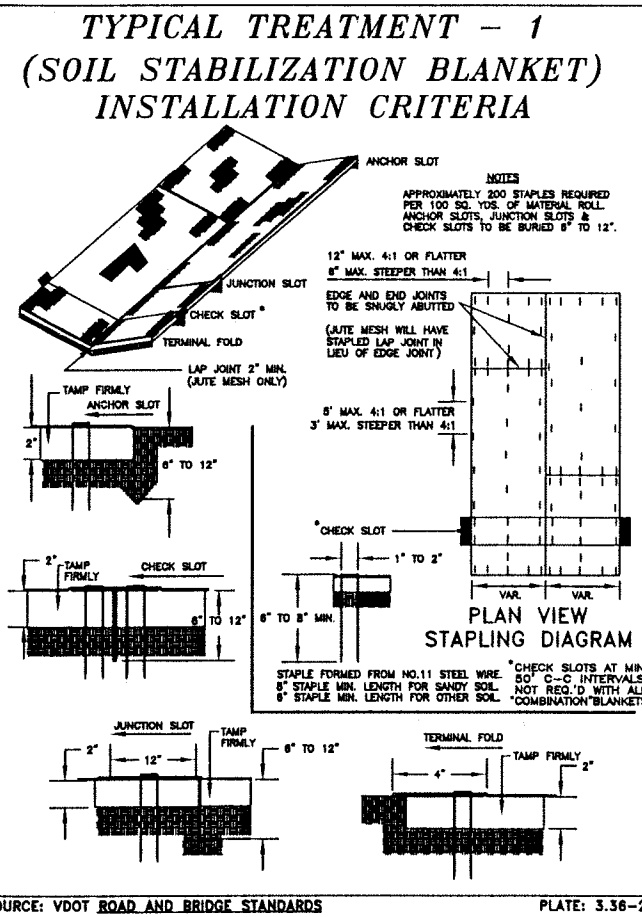 TYPICAL TREATMENT - 1
(SOIL STABILIZATION BLANKET)
INSTALLATION CRITERIA
ANCHOR SLOT
NOTES
APPROXIMATELY 200 STAPLES REQUIRED
PER 100 SQ. YDS. OF MATERIAL ROLL.
ANCHOR SLOTS, JUNCTION SLOTS &
CHECK SLOTS TO BE BURIED 6" TO 12".
12" MAX. 4:1 OR FLATTER
6" MAX. STEEPER THAN 4:1
JUNCTION SLOT
EDGE AND END JOINTS
TO BE SNUGLY ABUTTED
CHECK SLOT *
(JUTE MESH WILL HAVE
STAPLED LAP JOINT IN
LIEU OF EDGE JOINT)
TERMINAL FOLD
LAP JOINT 2" MIN.
(JUTE MESH ONLY)
TAMP FIRMLY
ANCHOR SLOT
2"
6" TO 12"
5' MAX. 4:1 OR FLATTER
3' MAX. STEEPER THAN 4:1
*CHECK SLOT
1" TO 2"
6" TO 8" MIN.
2"
TAMP
FIRMLY
CHECK SLOT
6" TO 12"
VAR.
VAR.
PLAN VIEW
STAPLING DIAGRAM
STAPLE FORMED FROM NO.11 STEEL WIRE.
8" STAPLE MIN. LENGTH FOR SANDY SOIL.
6" STAPLE MIN. LENGTH FOR OTHER SOIL.
*CHECK SLOTS AT MIN
50' C-C INTERVALS
NOT REQ.'D WITH ALL
"COMBINATION"BLANKETS
JUNCTION SLOT
2"
12"
TAMP
FIRMLY
6" TO 12"
TERMINAL FOLD
4"
TAMP FIRMLY
2"
OURCE: VDOT ROAD AND BRIDGE STANDARDS
PLATE: 3.36-2